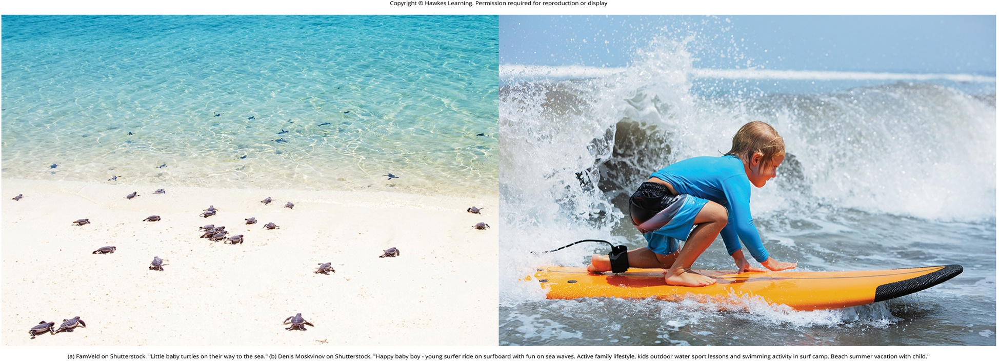 Copyright © Hawkes Learning. Permission required for reproduction or display
(a) FamVeld on Shutterstock. "Little baby turtles on their way to the sea." (b) Denis Moskvinov on Shutterstock. "Happy baby boy - young surfer ride on surfboard with fun on sea waves. Active family lifestyle, kids outdoor water sport lessons and swimming activity in surf camp. Beach summer vacation with child."